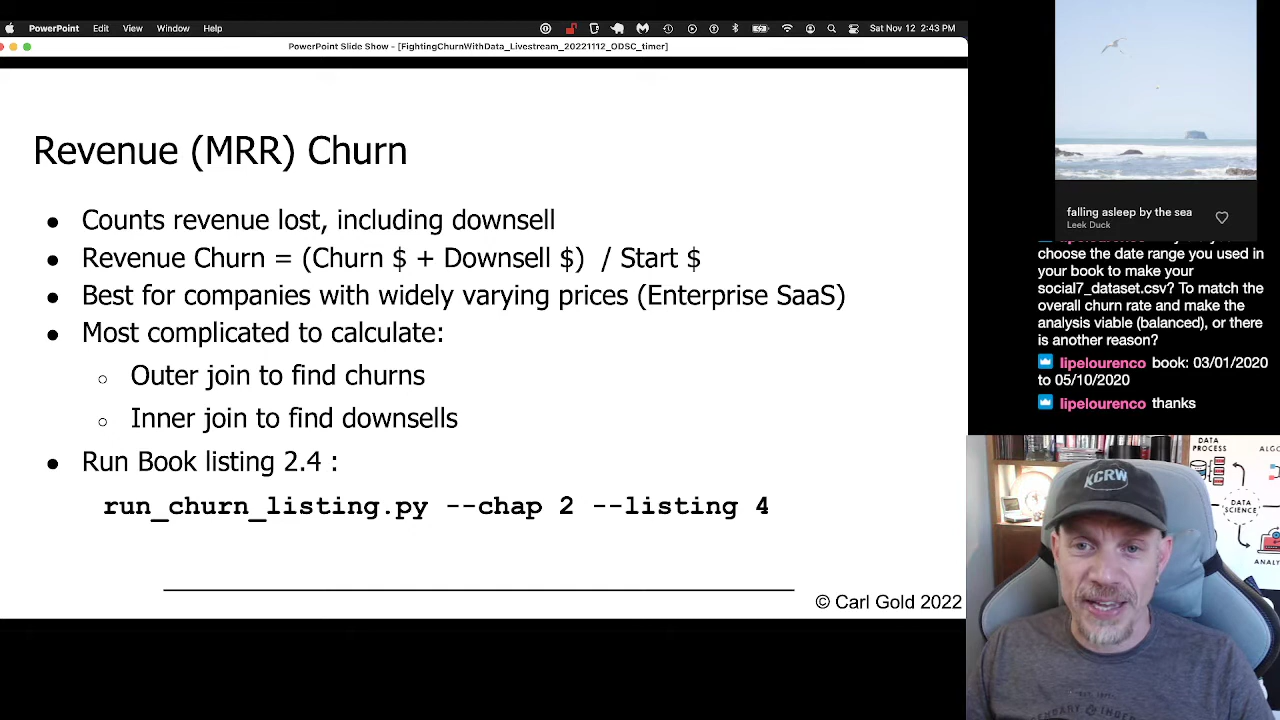 PowerPoint Edit View Window Help
Sat Nov 12 2:43 PM
PowerPoint Slide Show - [FightingChurnWithData_Livestream_20221112_ODSC_timer]
Revenue (MRR) Churn
• Counts revenue lost, including downsell
• Revenue Churn = (Churn $ + Downsell $) / Start $
• Best for companies with widely varying prices (Enterprise SaaS)
• Most complicated to calculate:
○ Outer join to find churns
○ Inner join to find downsells
• Run Book listing 2.4 :
run_churn_listing.py --chap 2 --listing 4
© Carl Gold 2022
falling asleep by the sea
Leek Duck
choose the date range you used in
your book to make your
social7_dataset.csv? To match the
overall churn rate and make the
analysis viable (balanced), or there
is another reason?
lipelourenco book: 03/01/2020
to 05/10/2020
lipelourenco thanks
DATA
PROCESS
DATA
SCIENCE
KCRW